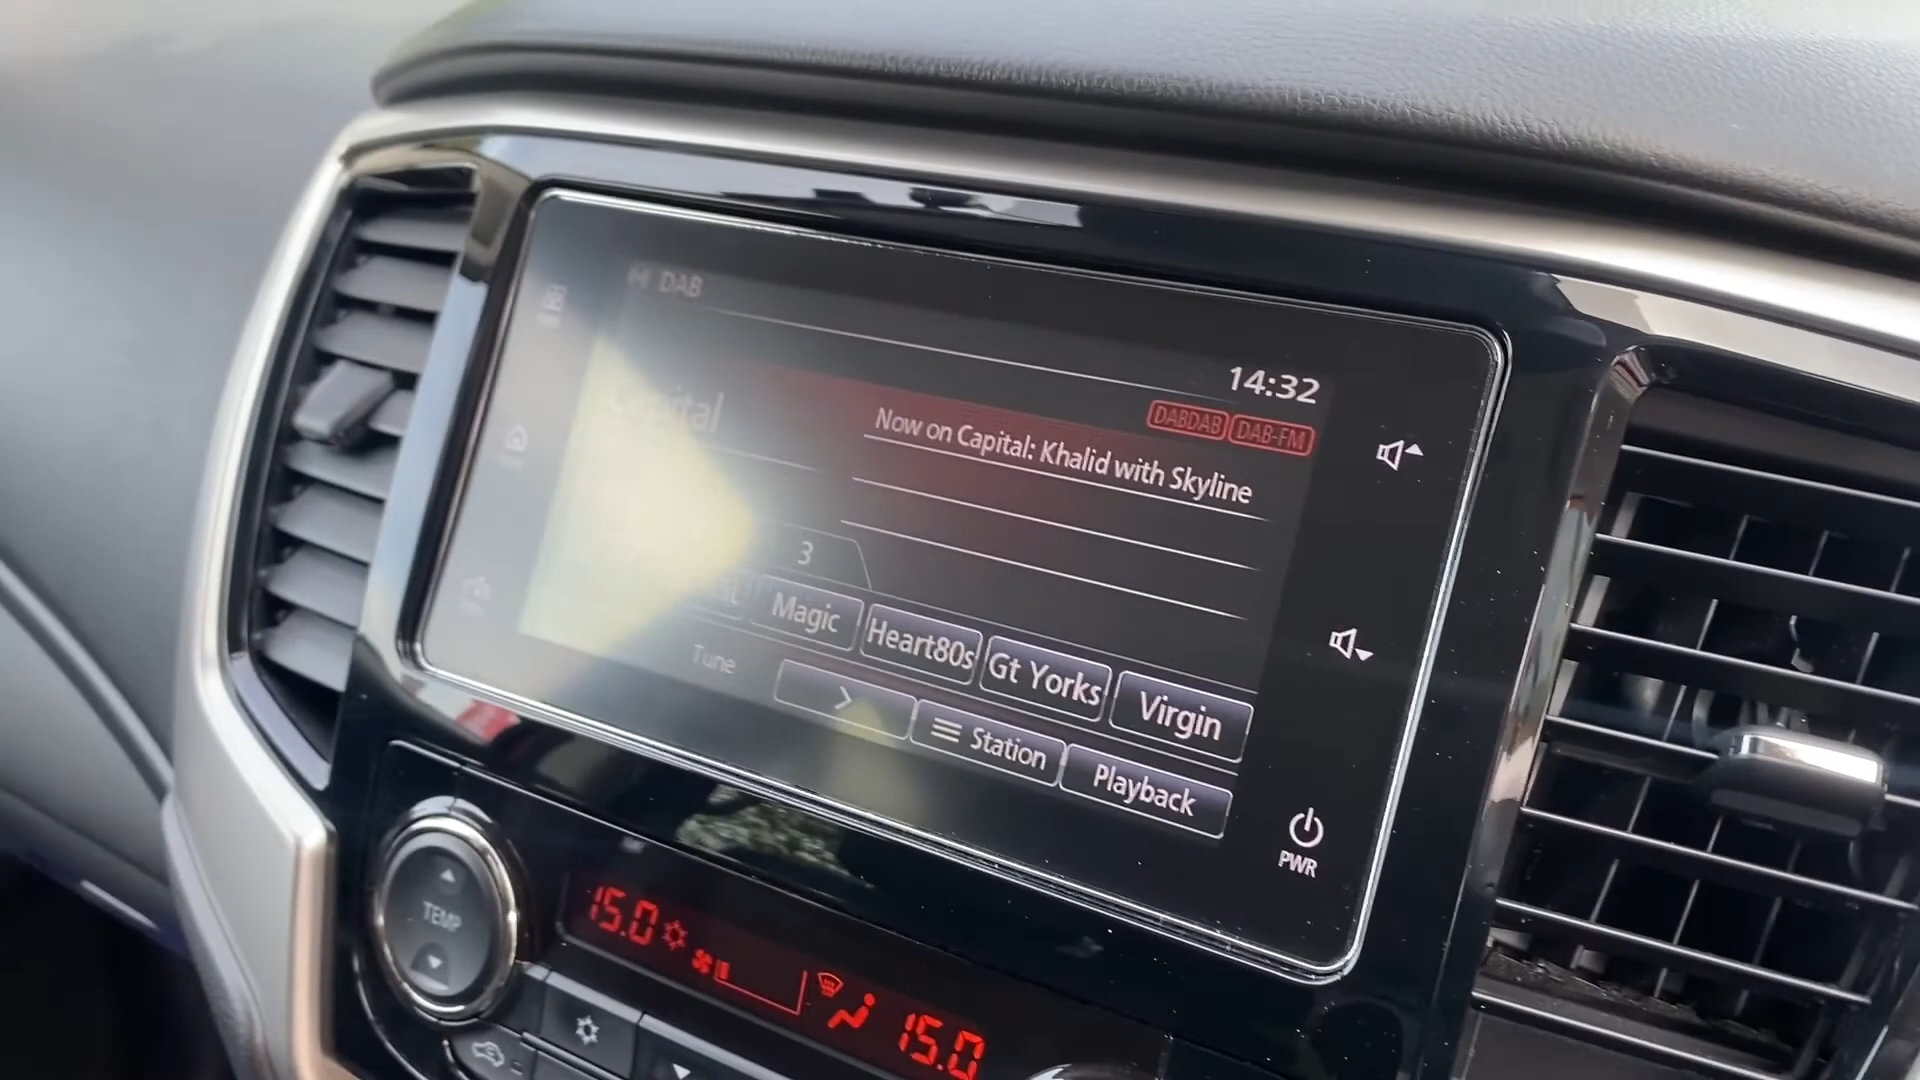 DAB
14:32
DABDAB DAB-FM
Capital
Now on Capital: Khalid with Skyline
3
Magic
Heart80s
Gt Yorks
Virgin
Tune
>
Station
Playback
PWR
TEMP
15.0
15.0